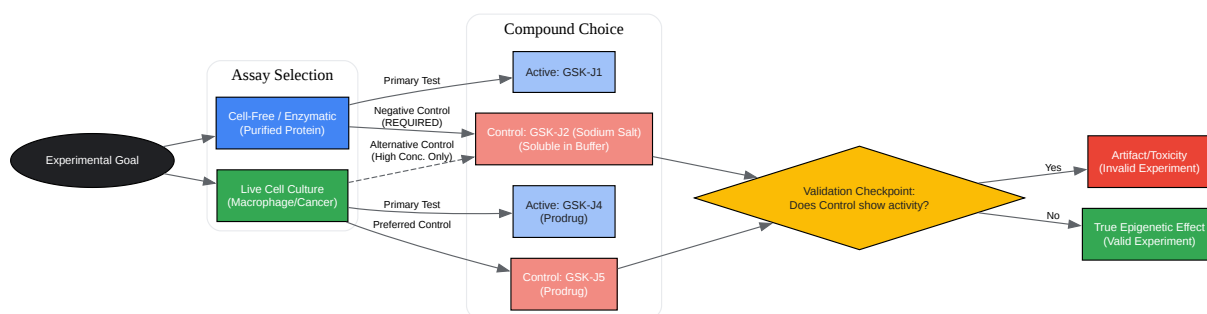 Compound Choice
Assay Selection
Experimental Goal
Cell-Free / Enzymatic
(Purified Protein)
Live Cell Culture
(Macrophage/Cancer)
Primary Test
Negative Control
(REQUIRED)
Alternative Control
(High Conc. Only)
Primary Test
Preferred Control
Active: GSK-J1
Control: GSK-J2 (Sodium Salt)
(Soluble in Buffer)
Active: GSK-J4
(Prodrug)
Control: GSK-J5
(Prodrug)
Validation Checkpoint:
Does Control show activity?
Yes
No
Artifact/Toxicity
(Invalid Experiment)
True Epigenetic Effect
(Valid Experiment)